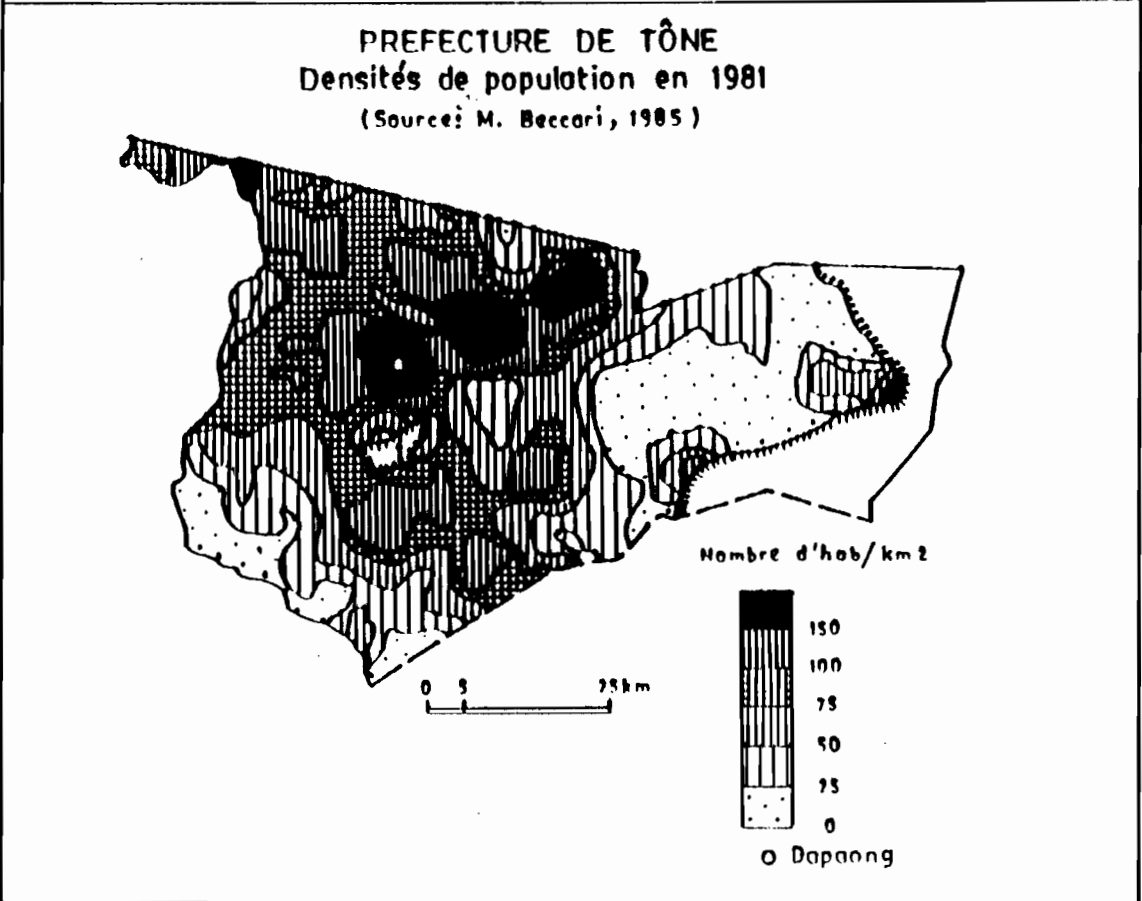 PREFECTURE DE TÔNE
Densités de population en 1981
(Source: M. Beccari, 1985)
Nombre d'hab/km2
150
100
75
50
25
0
0 5 25km
O Dapaong